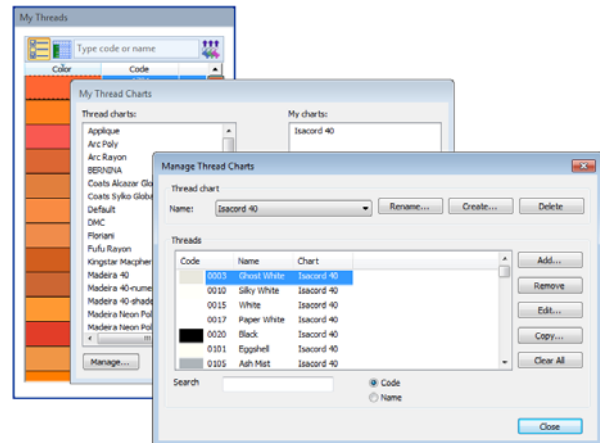 My Threads
Type code or name
Color Code
My Thread Charts
Thread charts:
Applique
Arc Poly
Arc Rayon
BERNINA
Coats Alcazar Glo
Coats Sylko Globa
Default
DMC
Floriani
Fufu Rayon
Kingstar Macpher
Madeira 40
Madeira 40-nume
Madeira 40-shade
Madeira Neon Pol
Madeira Neon Pol
Manage...
My charts:
Isacord 40
Manage Thread Charts
Thread chart
Name: Isacord 40 Rename... Create... Delete
Threads
Code Name Chart
0003 Ghost White Isacord 40
0010 Silky White Isacord 40
0015 White Isacord 40
0017 Paper White Isacord 40
0020 Black Isacord 40
0101 Eggshell Isacord 40
0105 Ash Mist Isacord 40
Add...
Remove
Edit...
Copy...
Clear All
Search
Code
Name
Close